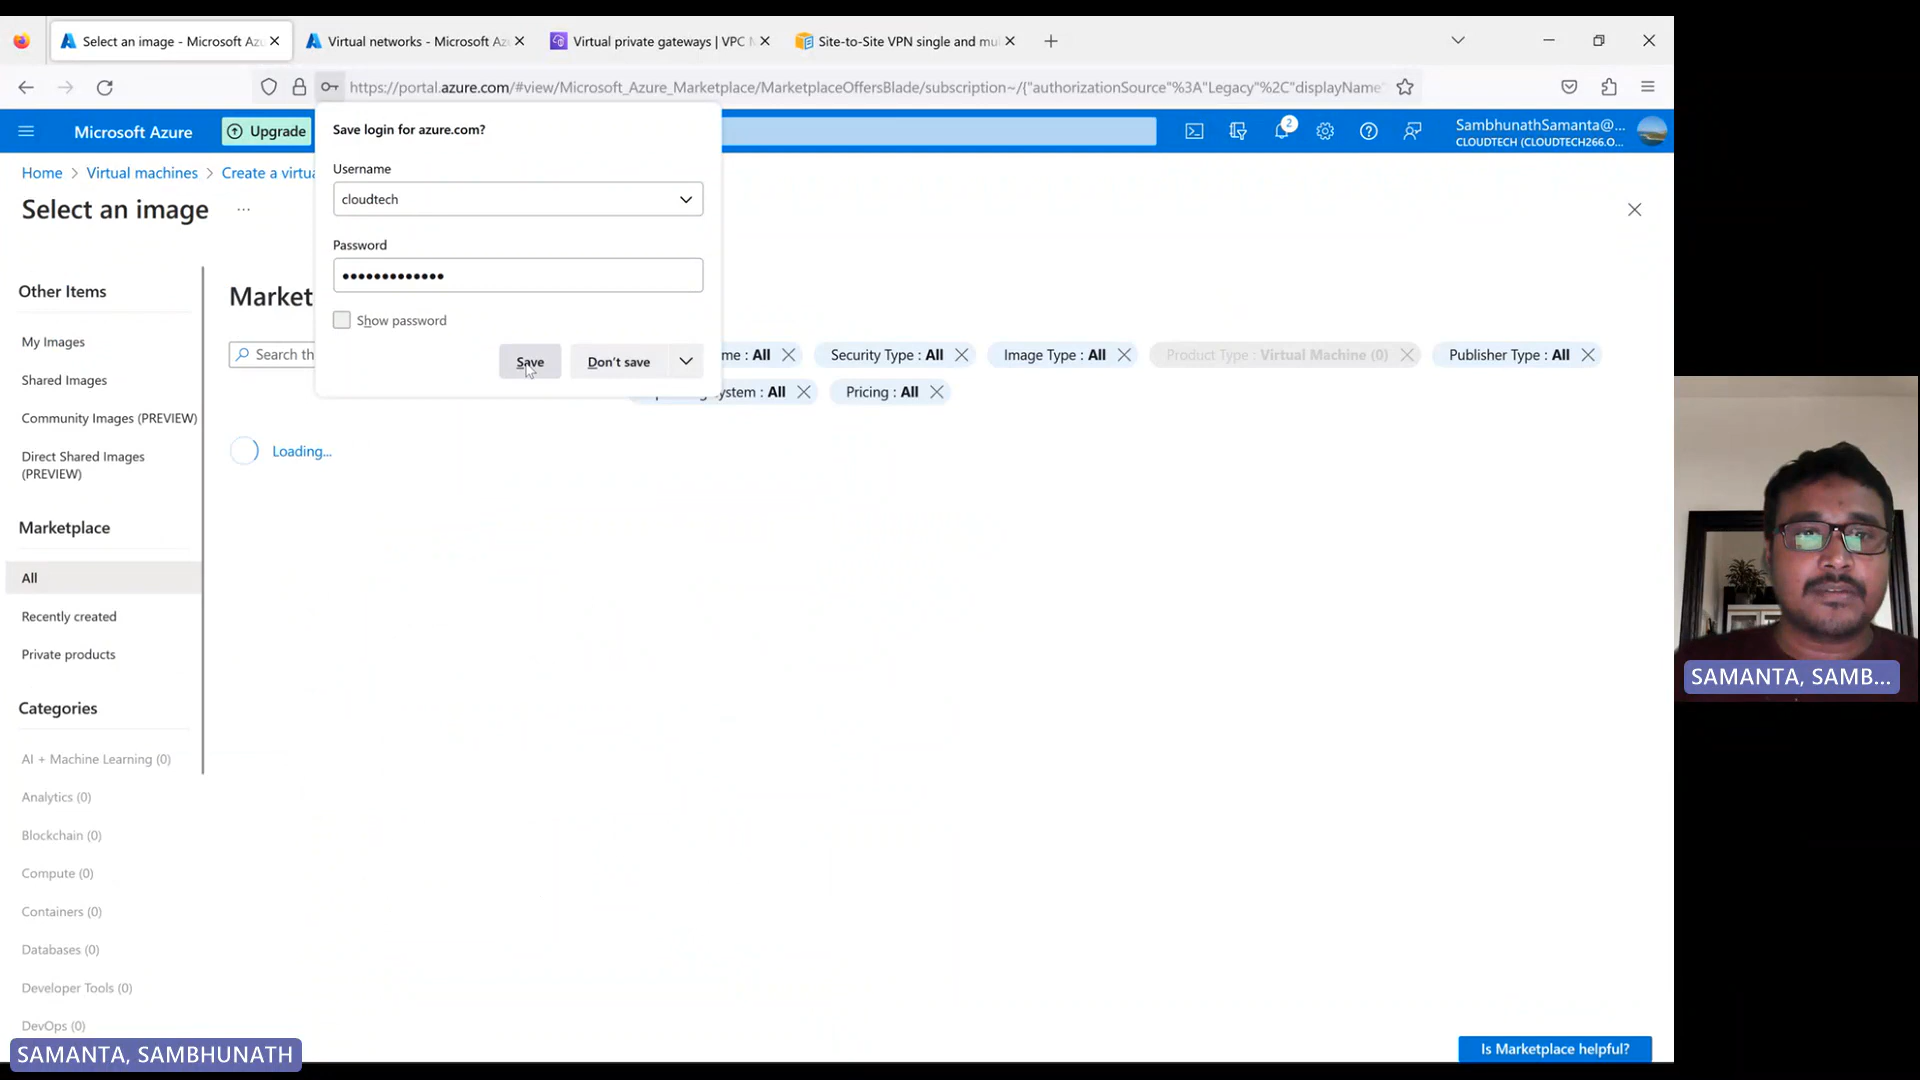 Select an image - Microsoft Az
Virtual networks - Microsoft Az
Virtual private gateways | VPC
Site-to-Site VPN single and mu
https://portal.azure.com/#view/Microsoft_Azure_Marketplace/MarketplaceOffersBlade/subscription~/{"authorizationSource"%3A"Legacy"%2C"displayName"
Microsoft Azure
Upgrade
2
SambhunathSamanta@...
CLOUDTECH (CLOUDTECH266.O...
Home > Virtual machines > Create a virtu
Select an image ...
Save login for azure.com?
Username
cloudtech
Password
•••••••••••••
Show password
Save
Don't save
Other Items
My Images
Shared Images
Community Images (PREVIEW)
Direct Shared Images
(PREVIEW)
Marketplace
All
Recently created
Private products
Categories
AI + Machine Learning (0)
Analytics (0)
Blockchain (0)
Compute (0)
Containers (0)
Databases (0)
Developer Tools (0)
DevOps (0)
Market
Search th
me : All
Security Type : All
Image Type : All
Product Type : Virtual Machine (0)
Publisher Type : All
ystem : All
Pricing : All
Loading...
Is Marketplace helpful?
SAMANTA, SAMBHUNATH
SAMANTA, SAMB...